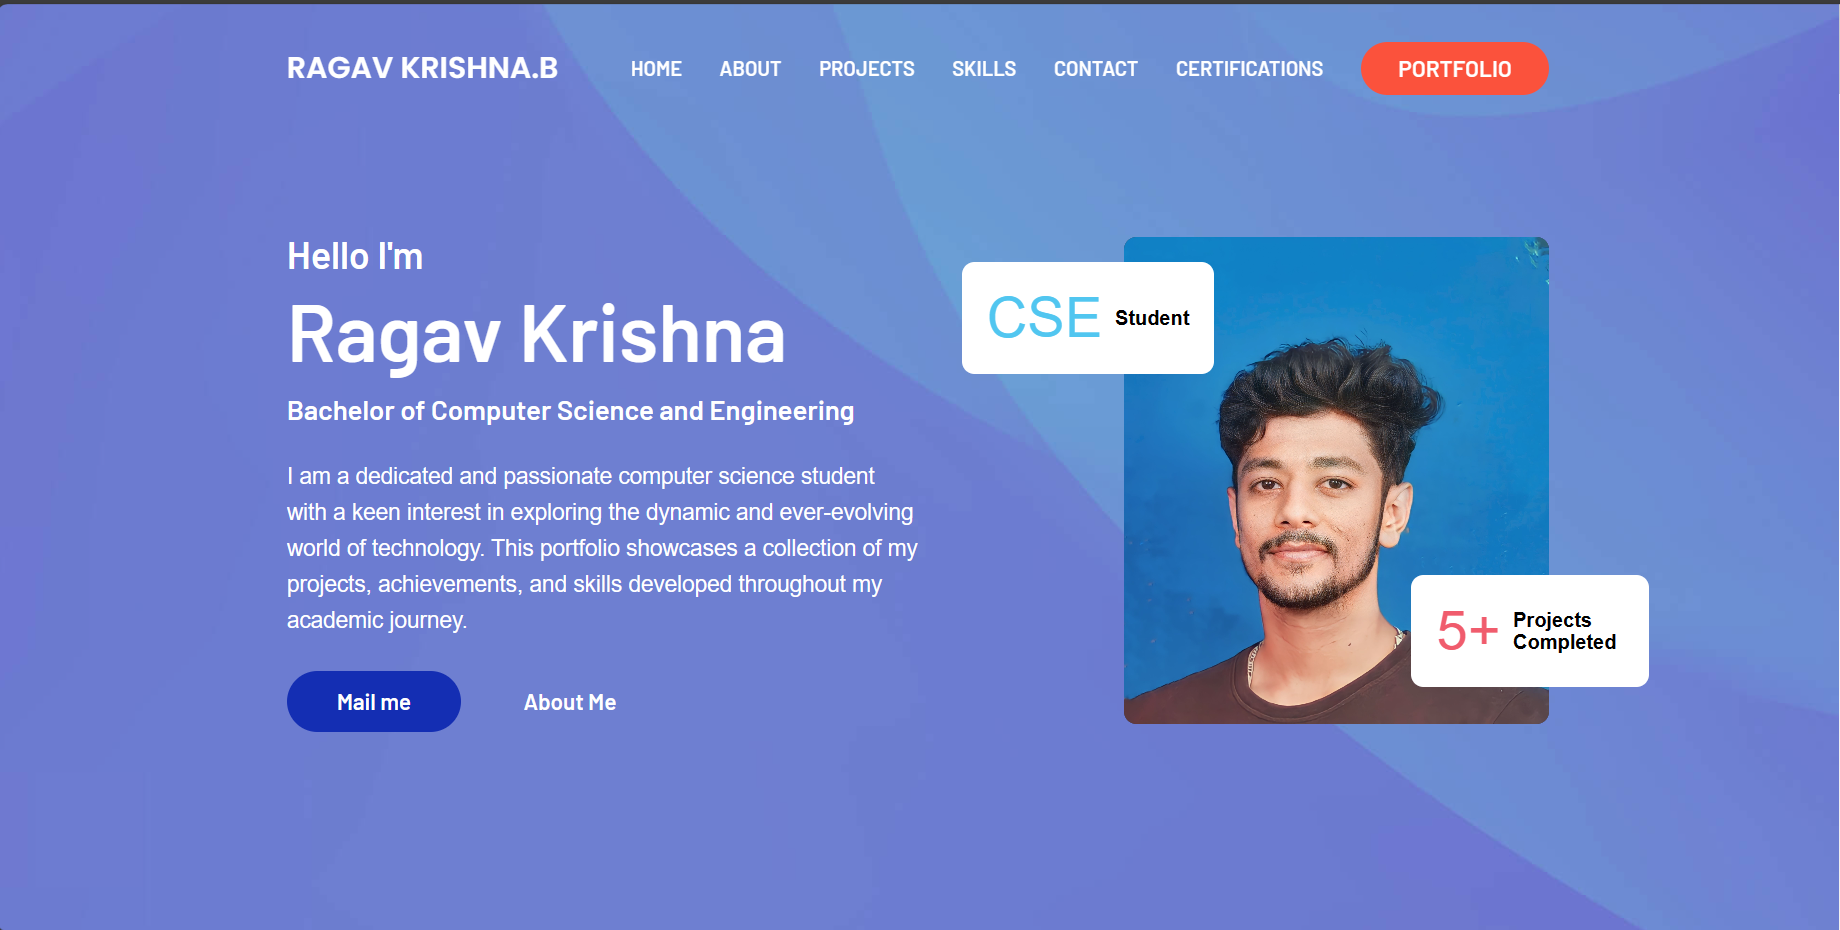 RAGAV KRISHNA.B
HOME ABOUT PROJECTS SKILLS CONTACT CERTIFICATIONS PORTFOLIO
Hello I'm
Ragav Krishna
Bachelor of Computer Science and Engineering
I am a dedicated and passionate computer science student
with a keen interest in exploring the dynamic and ever-evolving
world of technology. This portfolio showcases a collection of my
projects, achievements, and skills developed throughout my
academic journey.
Mail me About Me
CSE Student
5+ Projects
Completed